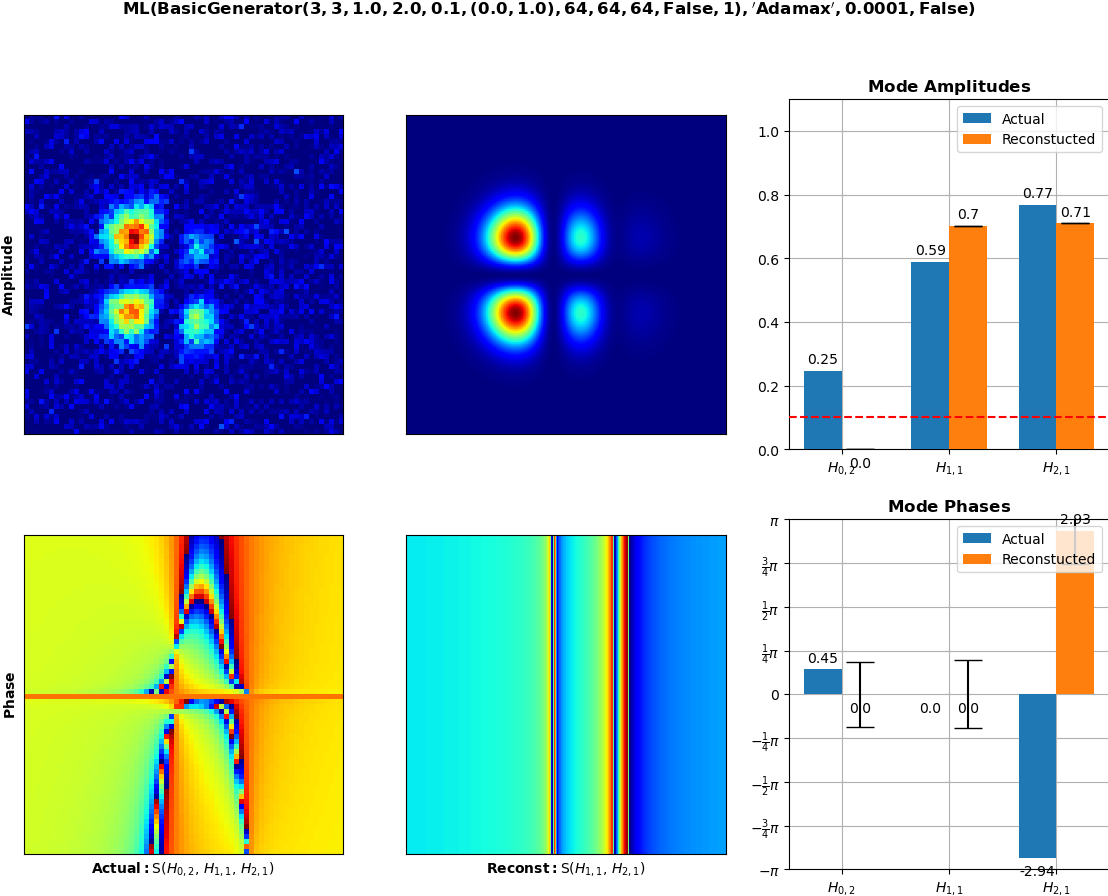 ML(BasicGenerator(3, 3, 1.0, 2.0, 0.1, (0.0, 1.0), 64, 64, 64, False, 1), ′Adamax′, 0.0001, False)
Amplitude
Mode Amplitudes
Actual
Reconstucted
1.0
0.8
0.6
0.4
0.2
0.0
0.25
0.0
0.59
0.7
0.77
0.71
H0,2
H1,1
H2,1
Phase
Actual: S(H0,2, H1,1, H2,1)
Reconst: S(H1,1, H2,1)
Mode Phases
Actual
Reconstucted
π
3/4π
1/2π
1/4π
0
−1/4π
−1/2π
−3/4π
−π
0.45
0.0
0.0
0.0
-2.94
2.93
H0,2
H1,1
H2,1